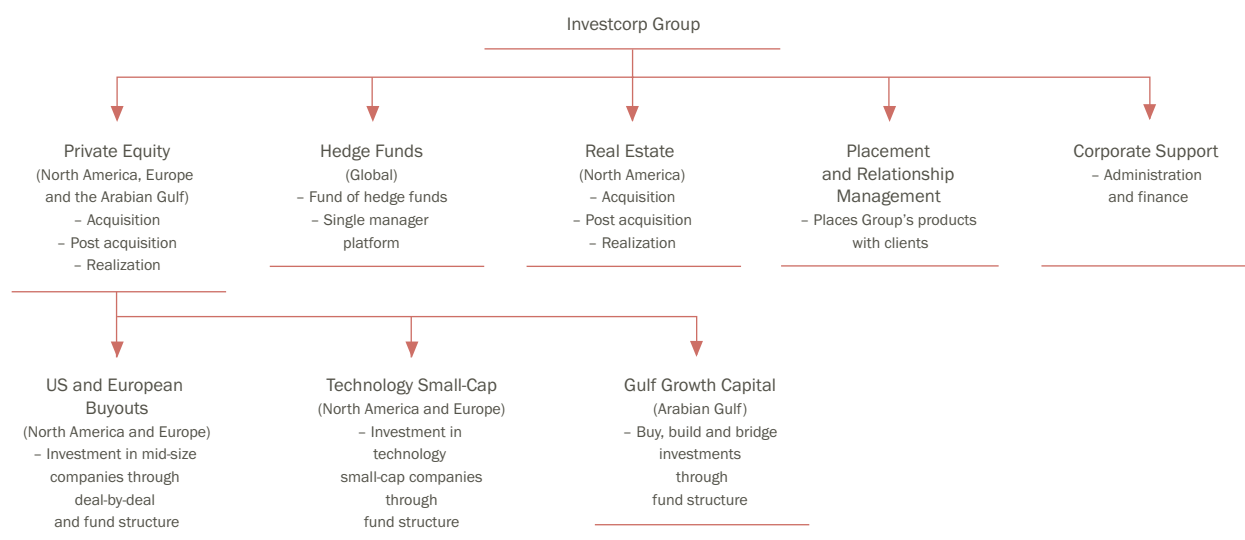 Investcorp Group
Private Equity
(North America, Europe
and the Arabian Gulf)
– Acquisition
– Post acquisition
– Realization
Hedge Funds
(Global)
– Fund of hedge funds
– Single manager
platform
Real Estate
(North America)
– Acquisition
– Post acquisition
– Realization
Placement
and Relationship
Management
– Places Group's products
with clients
Corporate Support
– Administration
and finance
US and European
Buyouts
(North America and Europe)
– Investment in mid-size
companies through
deal-by-deal
and fund structure
Technology Small-Cap
(North America and Europe)
– Investment in
technology
small-cap companies
through
fund structure
Gulf Growth Capital
(Arabian Gulf)
– Buy, build and bridge
investments
through
fund structure